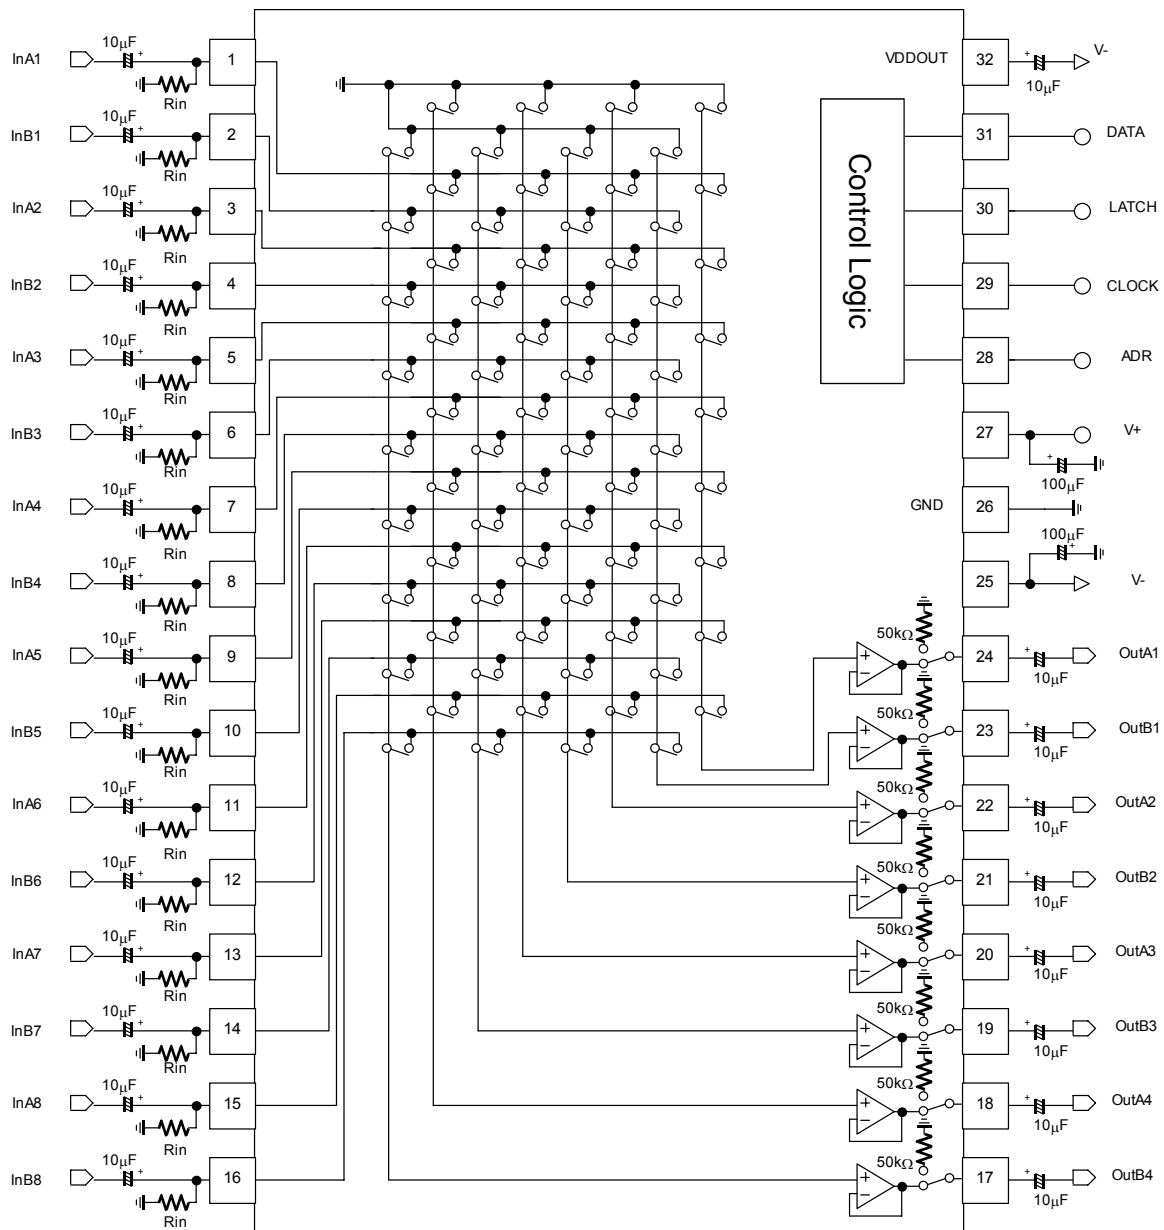 10μF
InA1
1
Rin
VDDOUT
32
10μF
V-
10μF
InB1
2
Rin
31
DATA
10μF
InA2
3
Rin
30
LATCH
10μF
InB2
4
Rin
29
CLOCK
10μF
InA3
5
Rin
28
ADR
Control Logic
10μF
InB3
6
Rin
27
V+
100μF
10μF
InA4
7
Rin
GND
26
100μF
10μF
InB4
8
Rin
25
V-
10μF
InA5
9
Rin
50kΩ
24
OutA1
10μF
10μF
InB5
10
Rin
50kΩ
23
OutB1
10μF
10μF
InA6
11
Rin
50kΩ
22
OutA2
10μF
10μF
InB6
12
Rin
50kΩ
21
OutB2
10μF
10μF
InA7
13
Rin
50kΩ
20
OutA3
10μF
10μF
InB7
14
Rin
50kΩ
19
OutB3
10μF
10μF
InA8
15
Rin
50kΩ
18
OutA4
10μF
10μF
InB8
16
Rin
50kΩ
17
OutB4
10μF